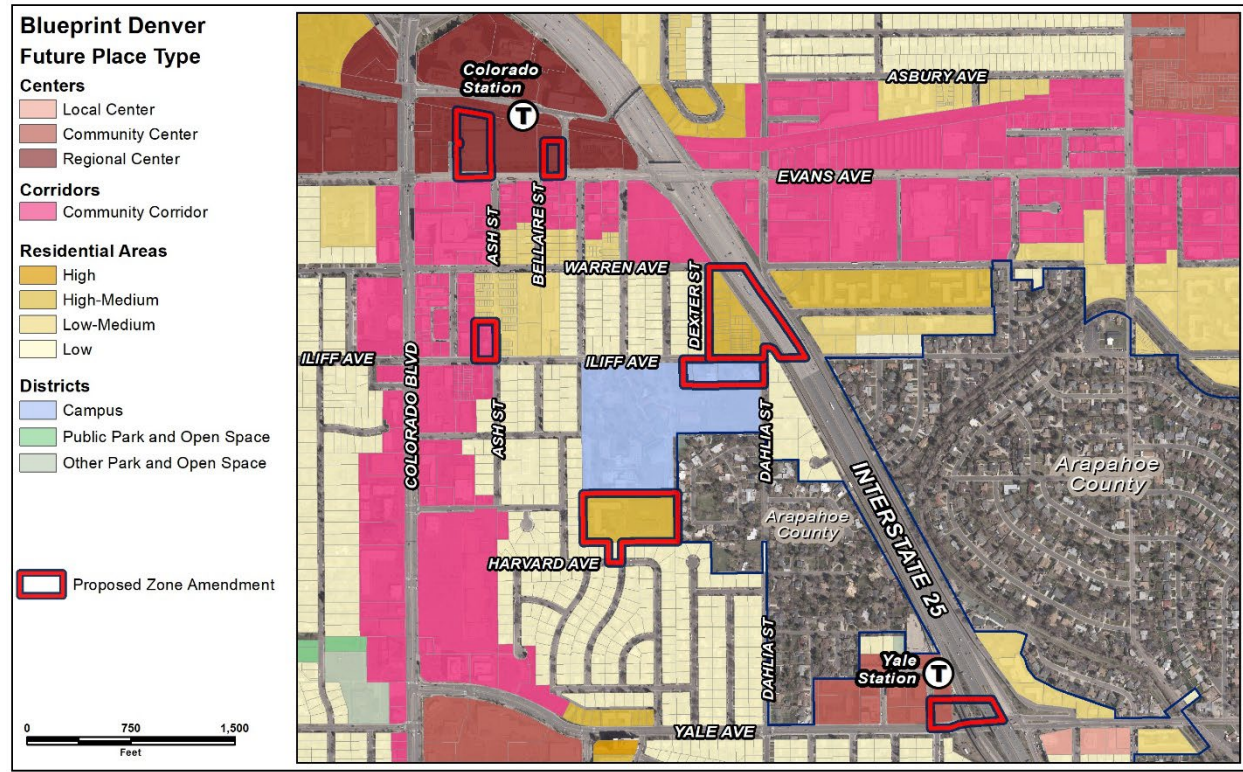 Blueprint Denver
Future Place Type
Centers
Local Center
Community Center
Regional Center
Corridors
Community Corridor
Residential Areas
High
High-Medium
Low-Medium
Low
Districts
Campus
Public Park and Open Space
Other Park and Open Space
Proposed Zone Amendment
0 750 1,500
Feet
Colorado
Station
T
ASBURY AVE
EVANS AVE
ASH ST
BELLAIRE ST
WARREN AVE
DEXTER ST
ILIFF AVE
ILIFF AVE
COLORADO BLVD
ASH ST
DAHLIA ST
INTERSTATE 25
Arapahoe
County
Arapahoe
County
HARVARD AVE
DAHLIA ST
Yale
Station
T
YALE AVE